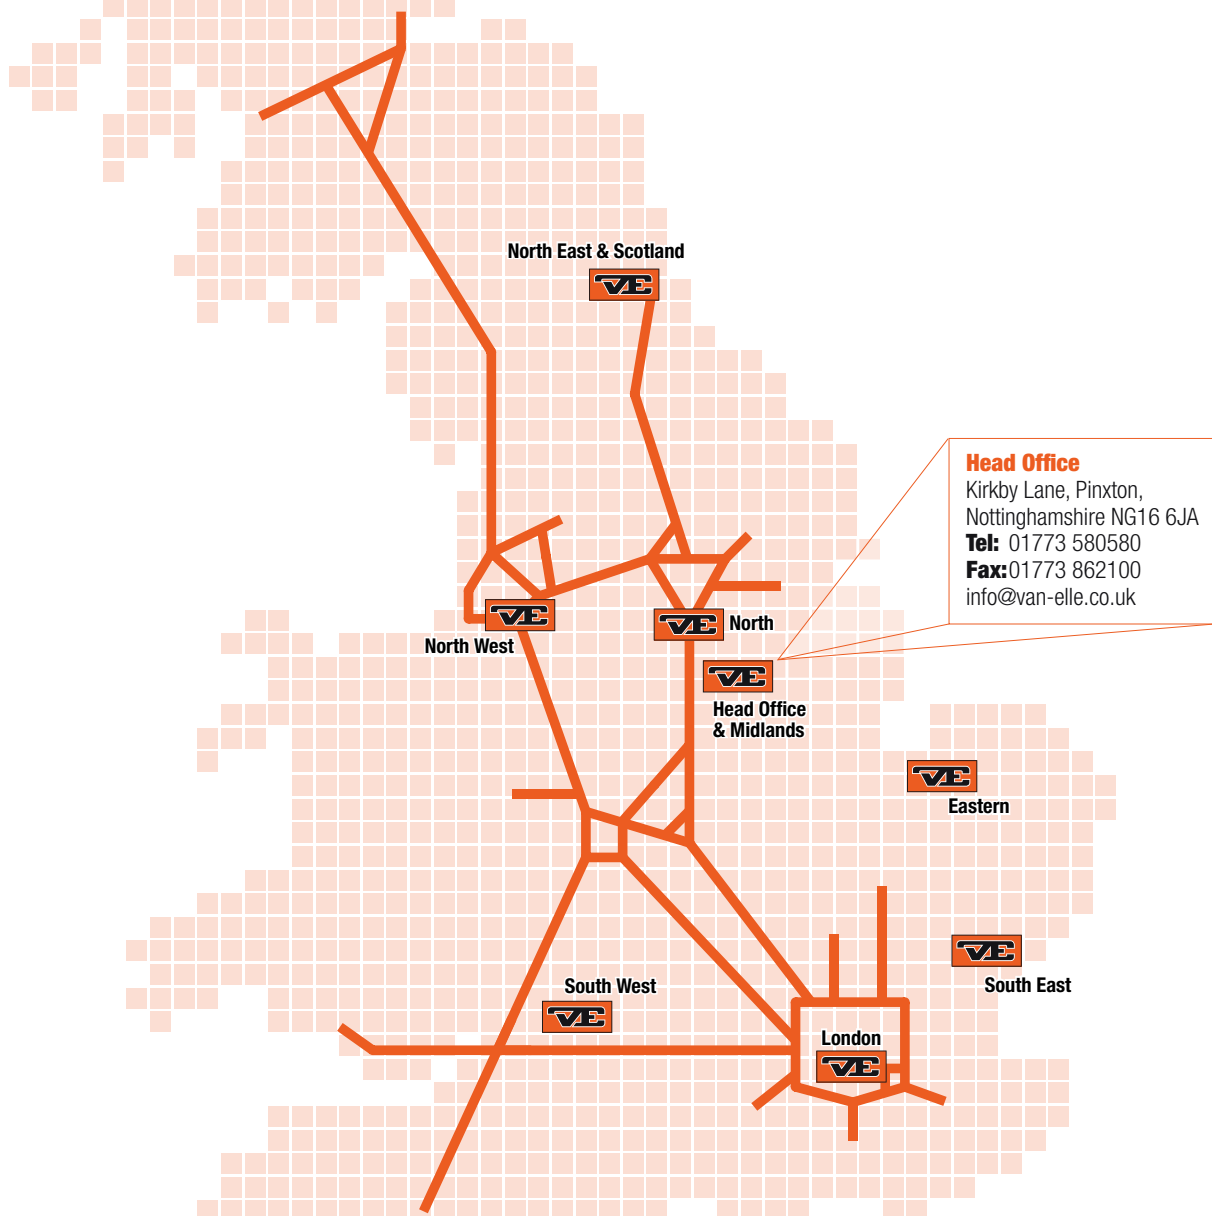 North East & Scotland
VE
Head Office
Kirkby Lane, Pinxton,
Nottinghamshire NG16 6JA
Tel: 01773 580580
Fax:01773 862100
info@van-elle.co.uk
VE
North West
VE
North
VE
Head Office
& Midlands
VE
Eastern
VE
South East
South West
VE
London
VE